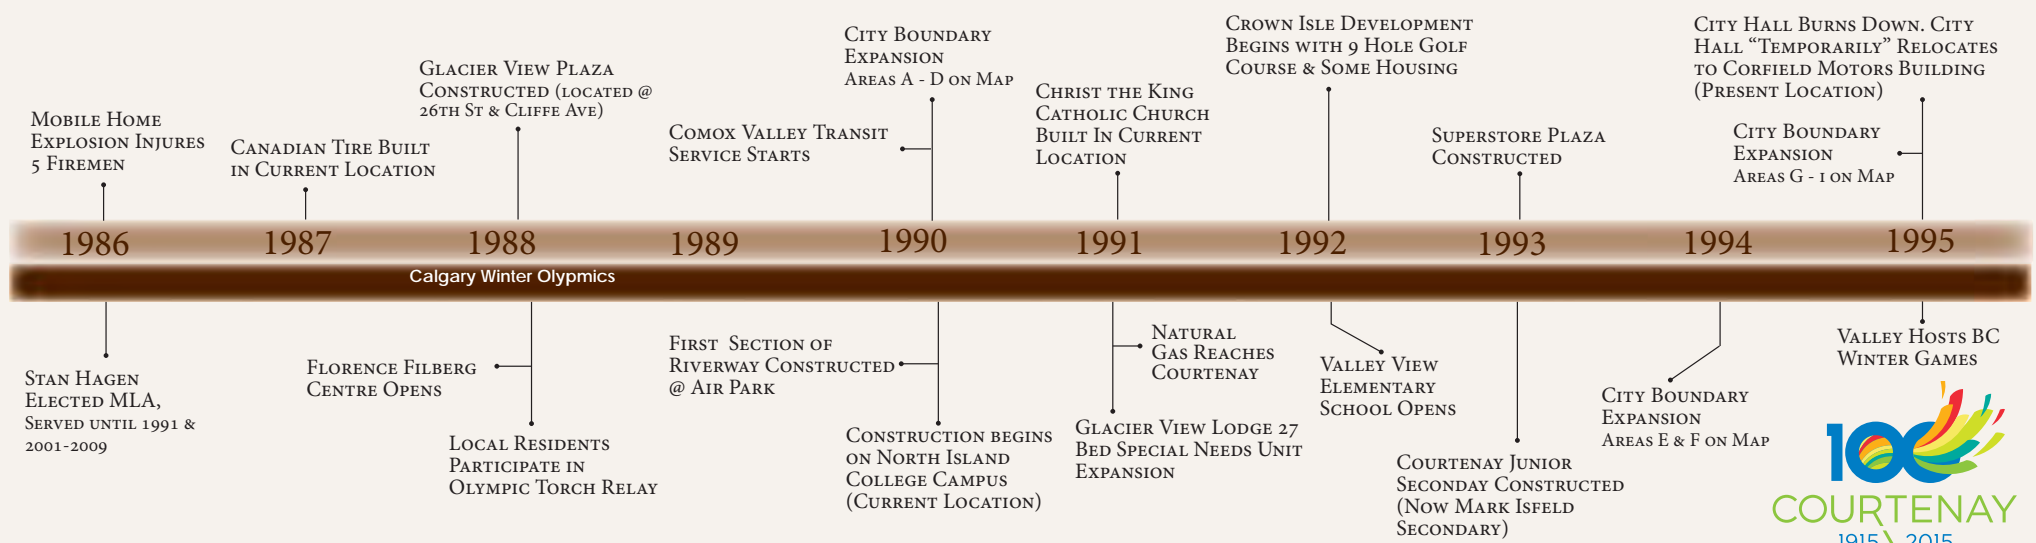 Mobile Home
Explosion Injures
5 Firemen
Canadian Tire Built
in Current Location
Glacier View Plaza
Constructed (located @
26th St & Cliffe Ave)
Comox Valley Transit
Service Starts
City Boundary
Expansion
Areas A - D on Map
Christ the King
Catholic Church
Built In Current
Location
Crown Isle Development
Begins with 9 Hole Golf
Course & Some Housing
Superstore Plaza
Constructed
City Hall Burns Down. City
Hall “Temporarily” Relocates
to Corfield Motors Building
(Present Location)
City Boundary
Expansion
Areas G - I on Map
1986
1987
1988
1989
1990
1991
1992
1993
1994
1995
Calgary Winter Olypmics
Stan Hagen
Elected MLA,
Served until 1991 &
2001-2009
Florence Filberg
Centre Opens
Local Residents
Participate in
Olympic Torch Relay
First Section of
Riverway Constructed
@ Air Park
Construction begins
on North Island
College Campus
(Current Location)
Natural
Gas Reaches
Courtenay
Glacier View Lodge 27
Bed Special Needs Unit
Expansion
Valley View
Elementary
School Opens
Courtenay Junior
Seconday Constructed
(Now Mark Isfeld
Secondary)
City Boundary
Expansion
Areas E & F on Map
Valley Hosts BC
Winter Games
100
COURTENAY
1915 2015